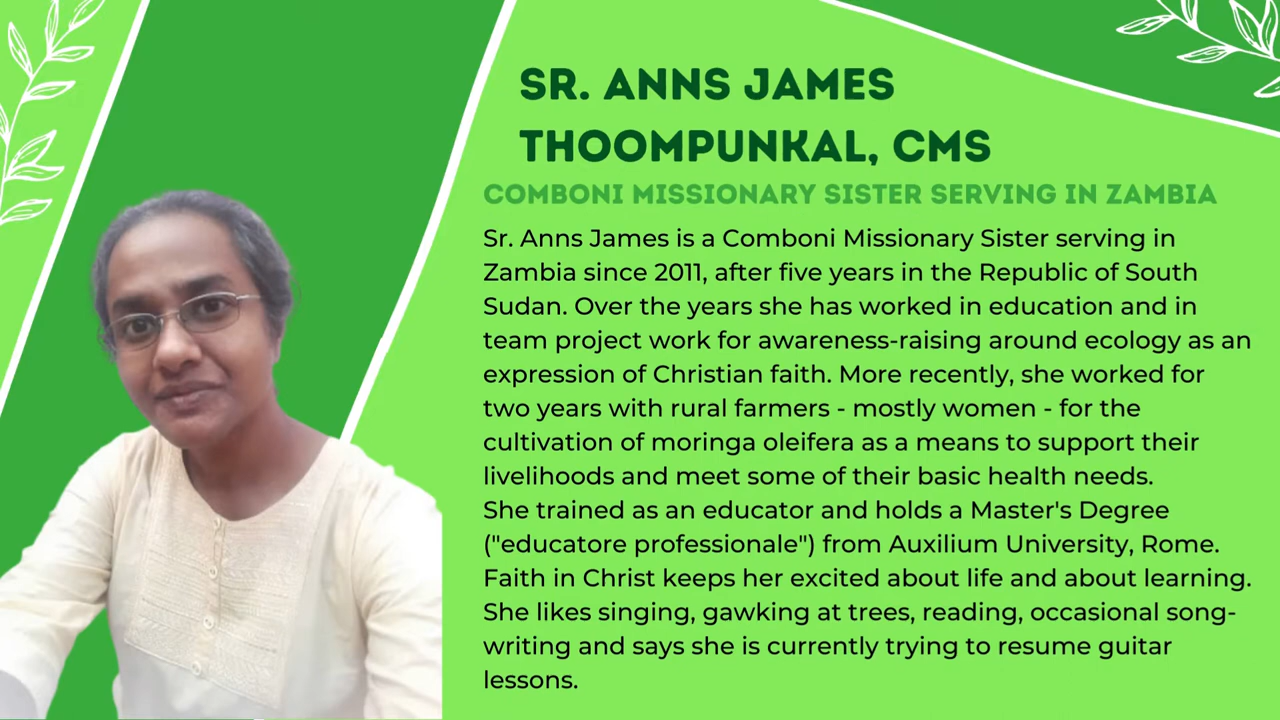 SR. ANNS JAMES
THOOMPUNKAL, CMS
COMBONI MISSIONARY SISTER SERVING IN ZAMBIA
Sr. Anns James is a Comboni Missionary Sister serving in
Zambia since 2011, after five years in the Republic of South
Sudan. Over the years she has worked in education and in
team project work for awareness-raising around ecology as an
expression of Christian faith. More recently, she worked for
two years with rural farmers - mostly women - for the
cultivation of moringa oleifera as a means to support their
livelihoods and meet some of their basic health needs.
She trained as an educator and holds a Master's Degree
("educatore professionale") from Auxilium University, Rome.
Faith in Christ keeps her excited about life and about learning.
She likes singing, gawking at trees, reading, occasional song-
writing and says she is currently trying to resume guitar
lessons.